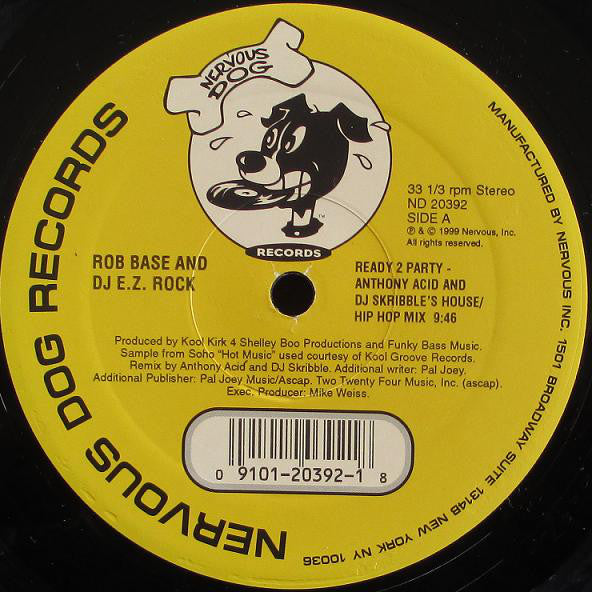 NERVOUS
DOG
RECORDS
NERVOUS DOG RECORDS
MANUFACTURED BY NERVOUS INC. 1501 BROADWAY SUITE 1314B NEW YORK NY 10036
33 1/3 rpm Stereo
ND 20392
SIDE A
℗ & © 1999 Nervous, Inc.
All rights reserved.
ROB BASE AND
DJ E.Z. ROCK
READY 2 PARTY -
ANTHONY ACID AND
DJ SKRIBBLE'S HOUSE/
HIP HOP MIX 9:46
Produced by Kool Kirk 4 Shelley Boo Productions and Funky Bass Music.
Sample from Soho "Hot Music" used courtesy of Kool Groove Records.
Remix by Anthony Acid and DJ Skribble. Additional writer: Pal Joey.
Additional Publisher: Pal Joey Music/Ascap. Two Twenty Four Music, Inc. (ascap).
Exec. Producer: Mike Weiss.
0 9101-20392-1 8